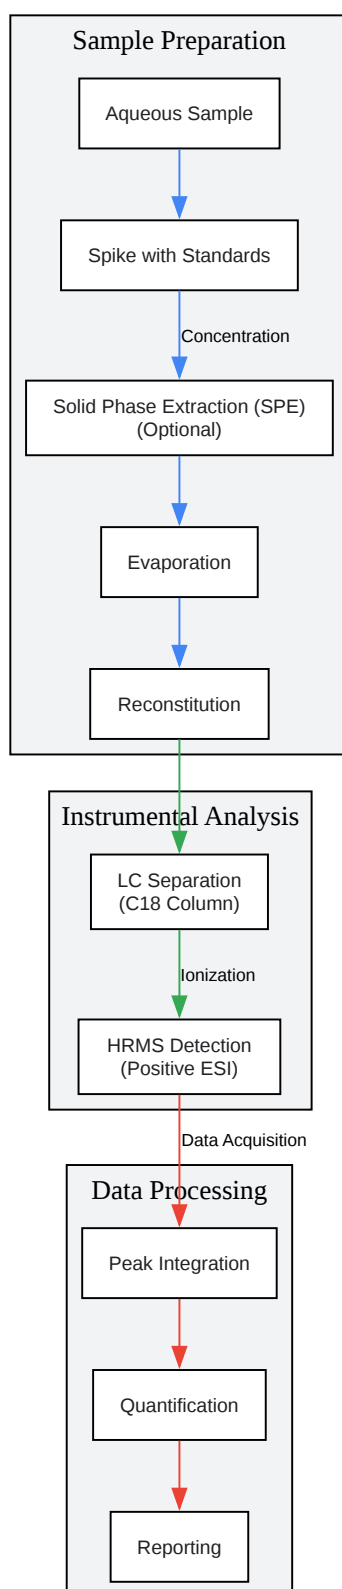 Sample Preparation
Aqueous Sample
Spike with Standards
Concentration
Solid Phase Extraction (SPE)
(Optional)
Evaporation
Reconstitution
Instrumental Analysis
LC Separation
(C18 Column)
Ionization
HRMS Detection
(Positive ESI)
Data Acquisition
Data Processing
Peak Integration
Quantification
Reporting